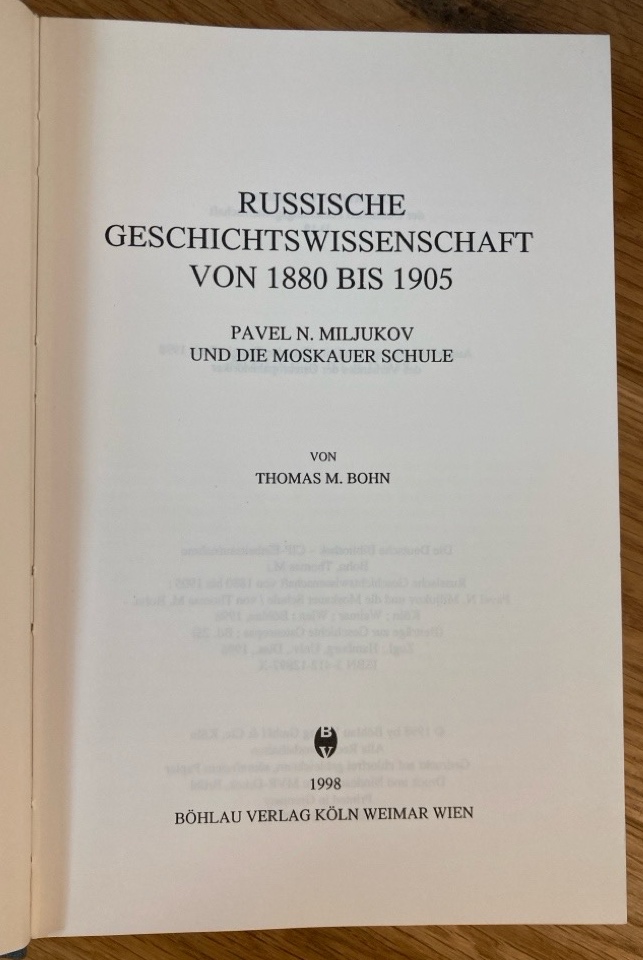 RUSSISCHE
GESCHICHTSWISSENSCHAFT
VON 1880 BIS 1905
PAVEL N. MILJUKOV
UND DIE MOSKAUER SCHULE
VON
THOMAS M. BOHN
B
V
1998
BÖHLAU VERLAG KÖLN WEIMAR WIEN